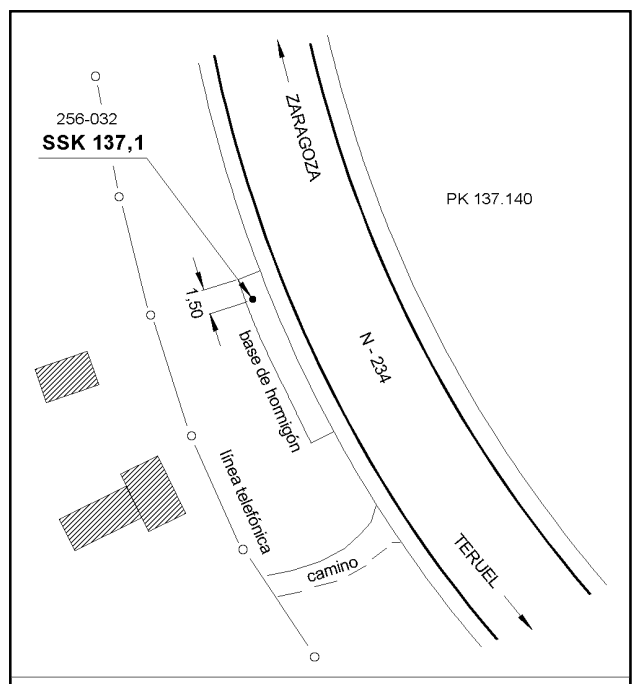 256-032
SSK 137,1
ZARAGOZA
PK 137.140
1,50
base de hormigón
N - 234
línea telefónica
camino
TERUEL